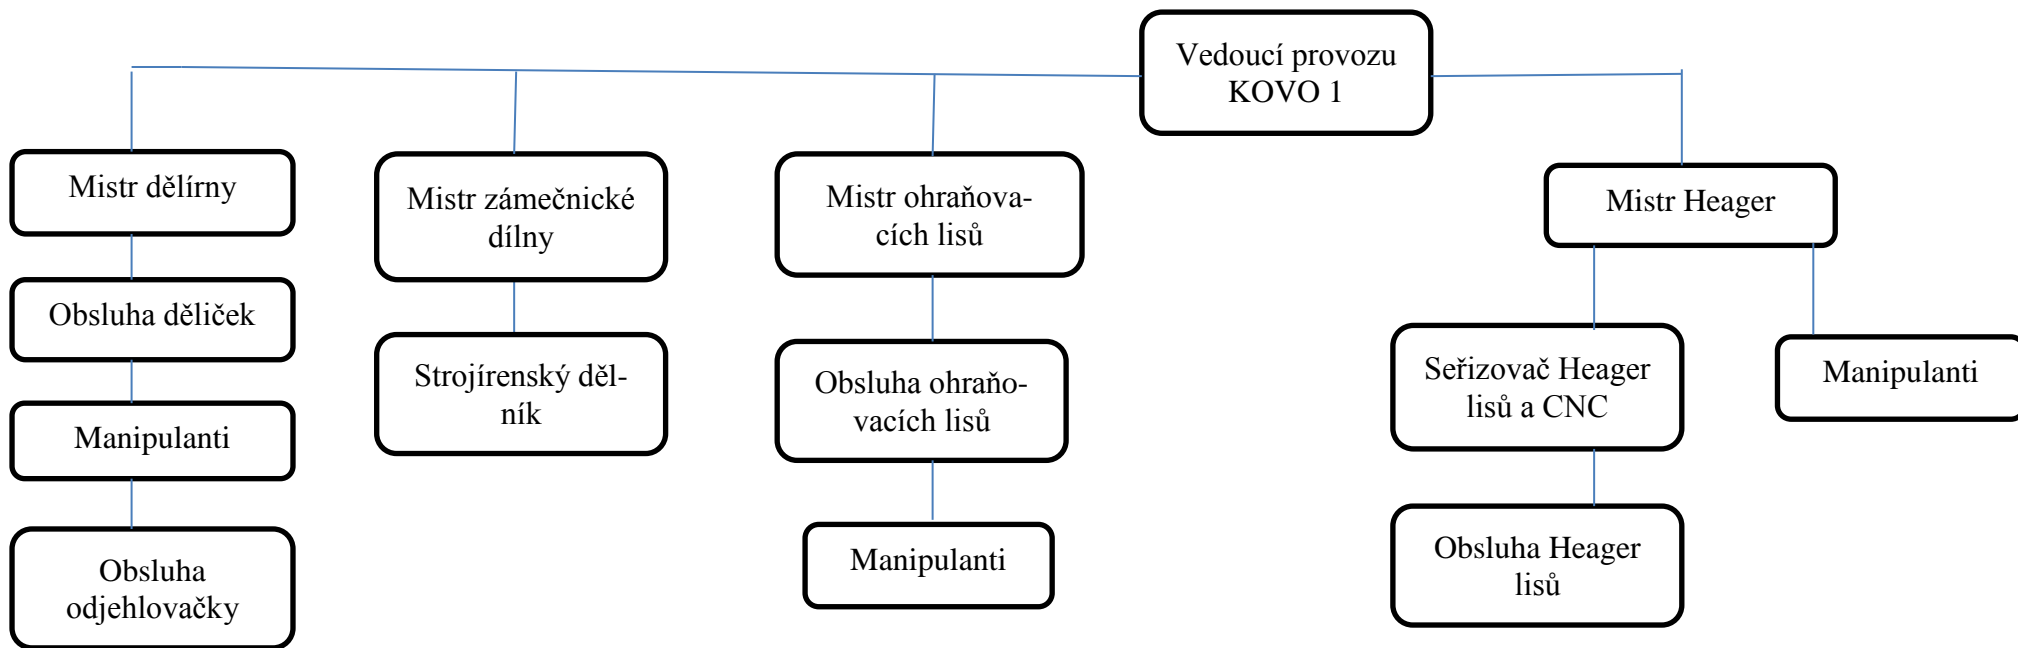 Vedoucí provozu
KOVO 1
Mistr dělírny
Mistr zámečnické
dílny
Mistr ohraňova-
cích lisů
Mistr Heager
Obsluha děliček
Strojírenský děl-
ník
Obsluha ohraňo-
vacích lisů
Seřizovač Heager
lisů a CNC
Manipulanti
Manipulanti
Manipulanti
Obsluha Heager
lisů
Obsluha
odjehlovačky